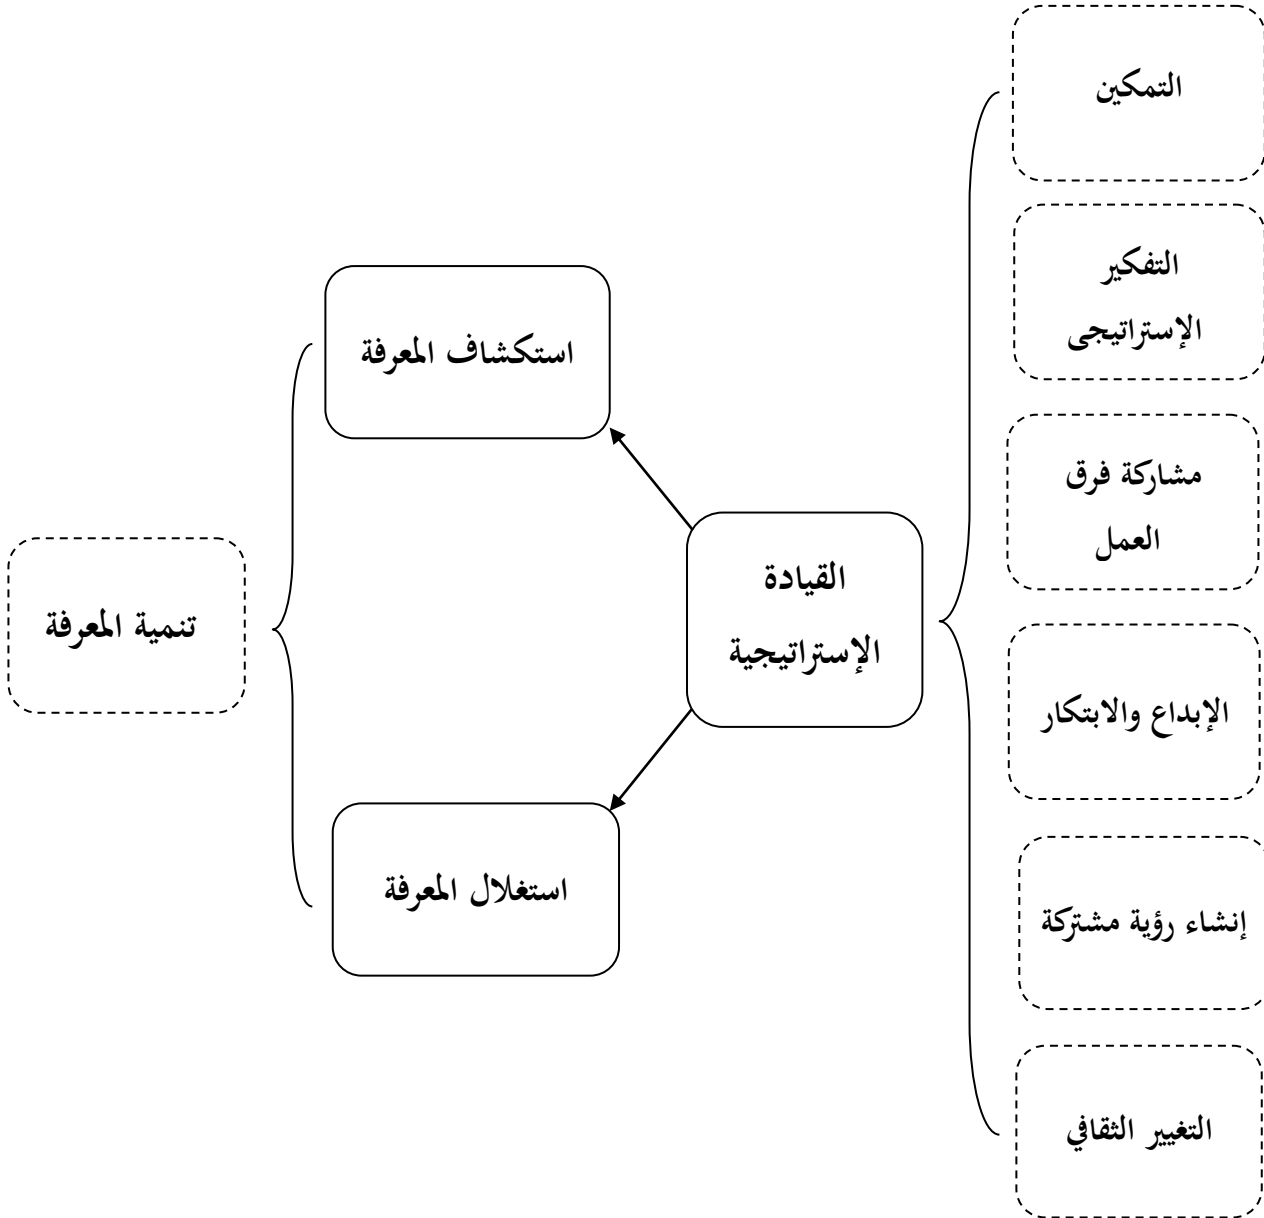 التمكين
التفكير
الإستراتيجى
مشاركة فرق
العمل
الإبداع والابتكار
إنشاء رؤية مشتركة
التغيير الثقافي
القيادة
الإستراتيجية
استكشاف المعرفة
استغلال المعرفة
تنمية المعرفة